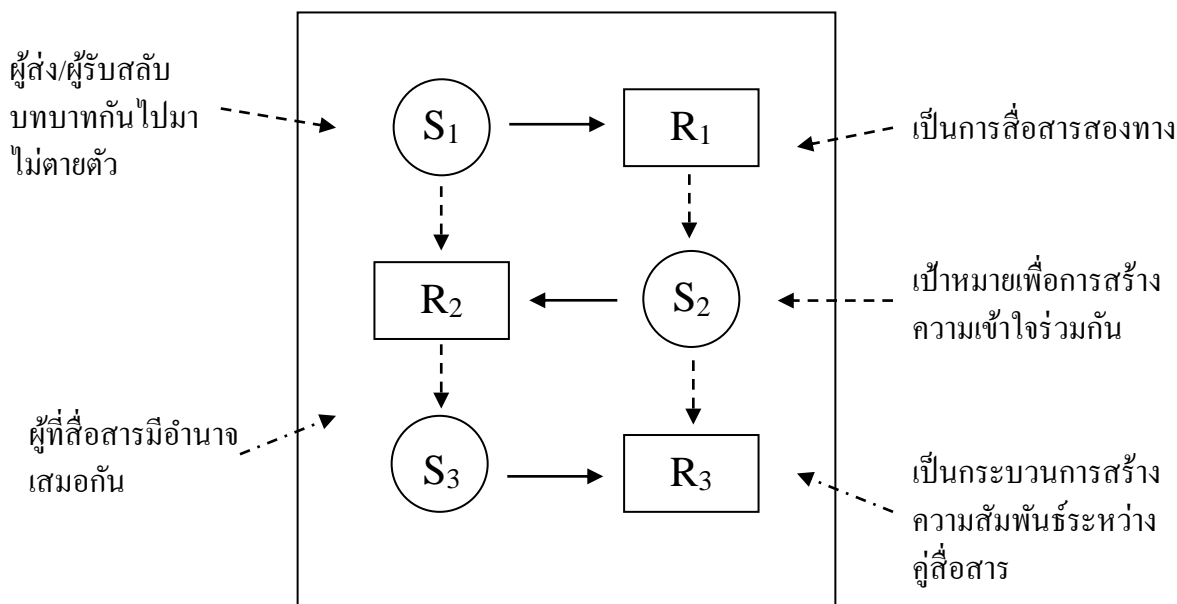 ผู้ส่ง/ผู้รับสลับ
บทบาทกันไปมา
ไม่ตายตัว
S₁
R₁
เป็นการสื่อสารสองทาง
R₂
S₂
เป้าหมายเพื่อการสร้าง
ความเข้าใจร่วมกัน
ผู้ที่สื่อสารมีอำนาจ
เสมอกัน
S₃
R₃
เป็นกระบวนการสร้าง
ความสัมพันธ์ระหว่าง
คู่สื่อสาร